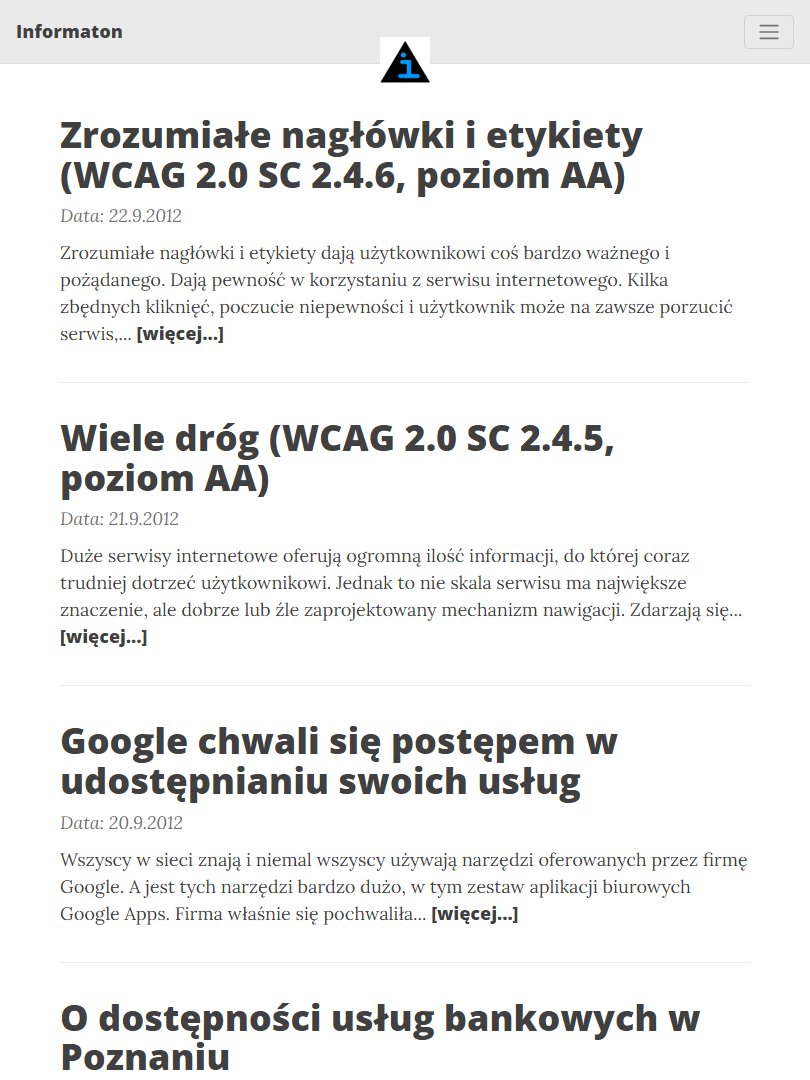 Informaton
i
Zrozumiałe nagłówki i etykiety
(WCAG 2.0 SC 2.4.6, poziom AA)
Data: 22.9.2012
Zrozumiałe nagłówki i etykiety dają użytkownikowi coś bardzo ważnego i
pożądanego. Dają pewność w korzystaniu z serwisu internetowego. Kilka
zbędnych kliknięć, poczucie niepewności i użytkownik może na zawsze porzucić
serwis,... [więcej...]
Wiele dróg (WCAG 2.0 SC 2.4.5,
poziom AA)
Data: 21.9.2012
Duże serwisy internetowe oferują ogromną ilość informacji, do której coraz
trudniej dotrzeć użytkownikowi. Jednak to nie skala serwisu ma największe
znaczenie, ale dobrze lub źle zaprojektowany mechanizm nawigacji. Zdarzają się...
[więcej...]
Google chwali się postępem w
udostępnianiu swoich usług
Data: 20.9.2012
Wszyscy w sieci znają i niemal wszyscy używają narzędzi oferowanych przez firmę
Google. A jest tych narzędzi bardzo dużo, w tym zestaw aplikacji biurowych
Google Apps. Firma właśnie się pochwaliła... [więcej...]
O dostępności usług bankowych w
Poznaniu